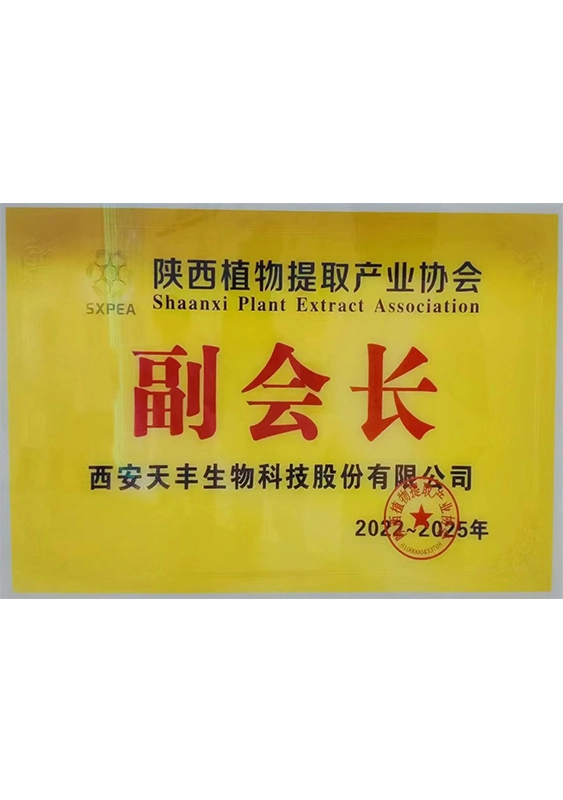 陕西植物提取产业协会
SXPEA
Shaanxi Plant Extract Association
副会长
西安天丰生物科技股份有限公司
2022~2025年